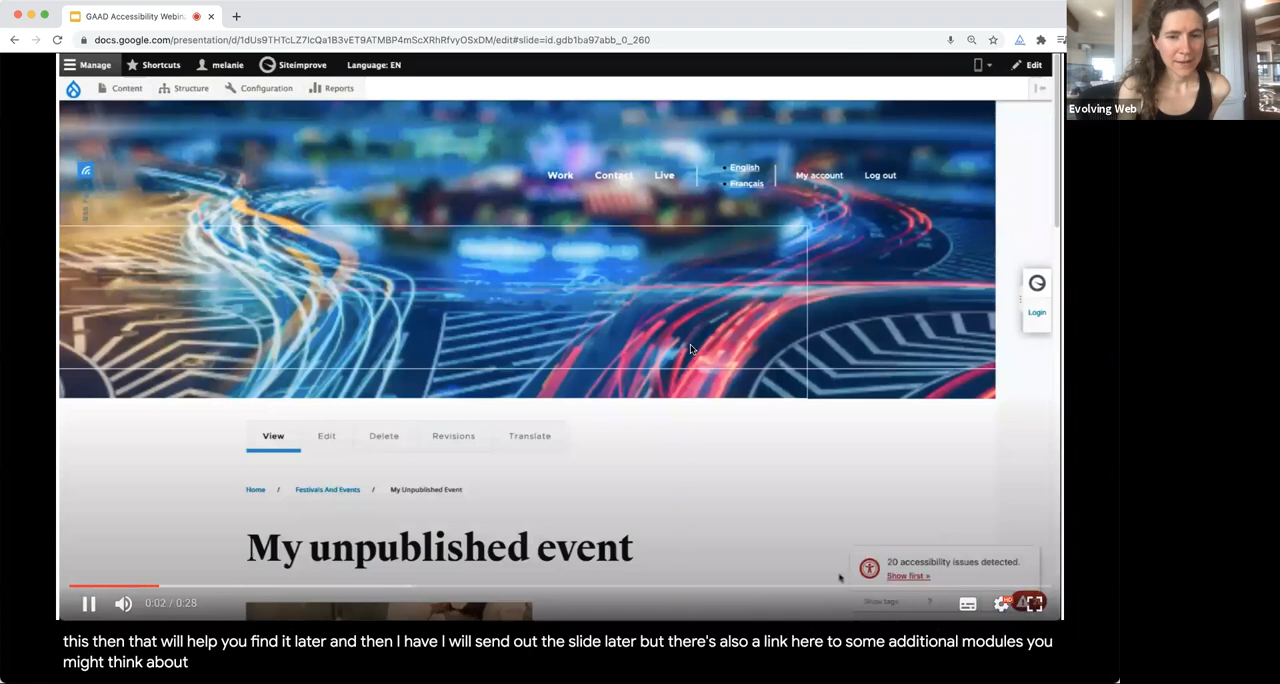 GAAD Accessibility Webin
docs.google.com/presentation/d/1dUs9THTcLZ7lcQa1B3vET9ATMBP4mScXRhRfvyOSxDM/edit#slide=id.gdb1ba97abb_0_260
Evolving Web
Manage Shortcuts melanie Siteimprove Language: EN Edit
Content Structure Configuration Reports
Work Contact Live English My account Log out
Français
Login
View Edit Delete Revisions Translate
Home / Festivals And Events / My Unpublished Event
My unpublished event
20 accessibility issues detected.
Show first »
Show tags ?
0:02 / 0:28
HD
this then that will help you find it later and then I have I will send out the slide later but there's also a link here to some additional modules you
might think about